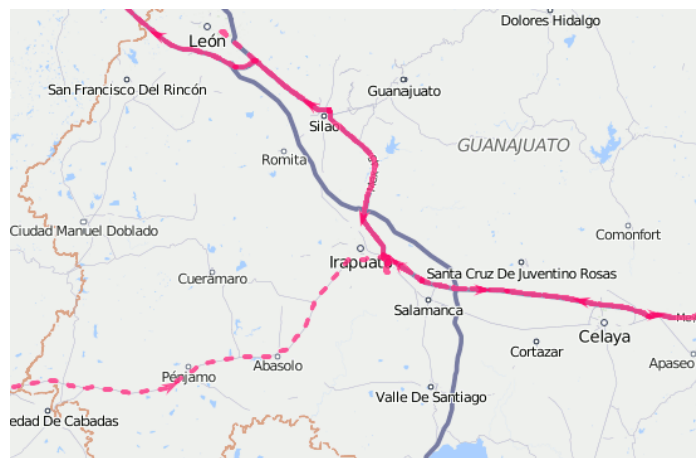 Dolores Hidalgo
León
San Francisco Del Rincón
Guanajuato
Silao
GUANAJUATO
Romita
Ciudad Manuel Doblado
Comonfort
Irapuato
Cuerámaro
Santa Cruz De Juventino Rosas
Salamanca
Celaya
Cortazar
Apaseo
Abasolo
Pénjamo
Valle De Santiago
iedad De Cabadas